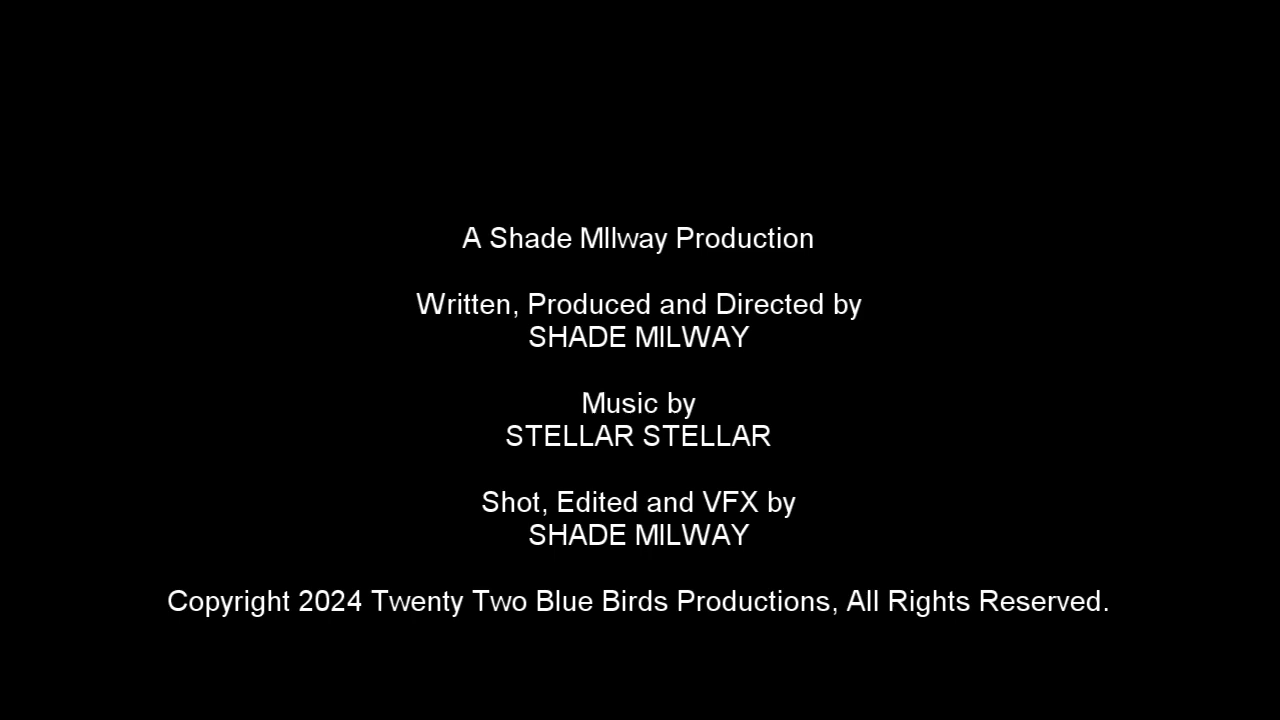 A Shade MIlway Production
Written, Produced and Directed by
SHADE MILWAY
Music by
STELLAR STELLAR
Shot, Edited and VFX by
SHADE MILWAY
Copyright 2024 Twenty Two Blue Birds Productions, All Rights Reserved.